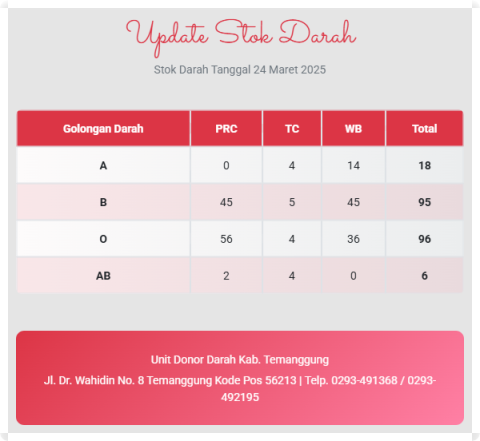 Update Stok Darah
Stok Darah Tanggal 24 Maret 2025
Golongan Darah PRC TC WB Total
A 0 4 14 18
B 45 5 45 95
O 56 4 36 96
AB 2 4 0 6
Unit Donor Darah Kab. Temanggung
Jl. Dr. Wahidin No. 8 Temanggung Kode Pos 56213 | Telp. 0293-491368 / 0293-
492195